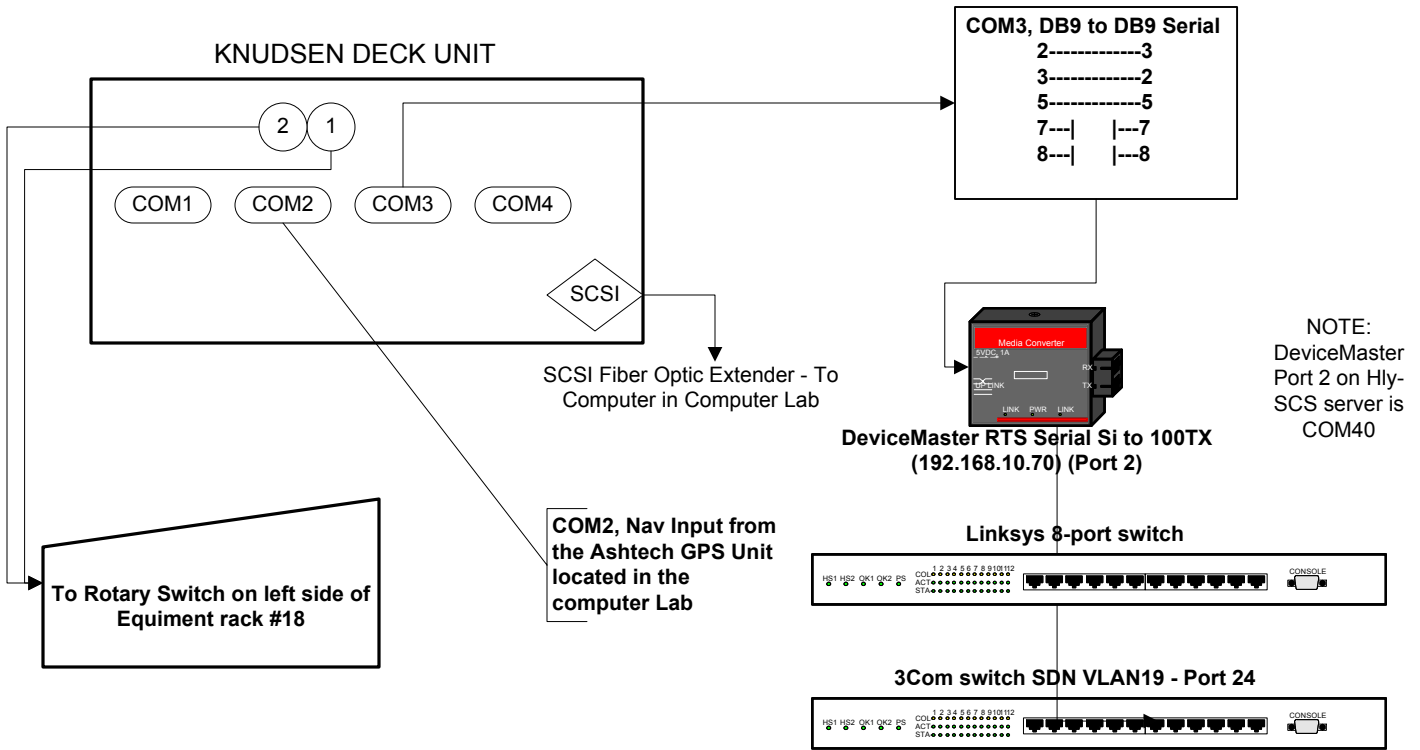 KNUDSEN DECK UNIT
2
1
COM1
COM2
COM3
COM4
SCSI
SCSI Fiber Optic Extender - To
Computer in Computer Lab
COM3, DB9 to DB9 Serial
2-------------3
3-------------2
5-------------5
7---| |---7
8---| |---8
Media Converter
5VDC, 1A
UP LINK
RX
TX
LINK PWR LINK
DeviceMaster RTS Serial Si to 100TX
(192.168.10.70) (Port 2)
NOTE:
DeviceMaster
Port 2 on Hly-
SCS server is
COM40
To Rotary Switch on left side of
Equiment rack #18
COM2, Nav Input from
the Ashtech GPS Unit
located in the
computer Lab
Linksys 8-port switch
HS1 HS2 OK1 OK2 PS
1 2 3 4 5 6 7 8 9 10 11 12
COL
ACT
STA
CONSOLE
3Com switch SDN VLAN19 - Port 24
HS1 HS2 OK1 OK2 PS
1 2 3 4 5 6 7 8 9 10 11 12
COL
ACT
STA
CONSOLE